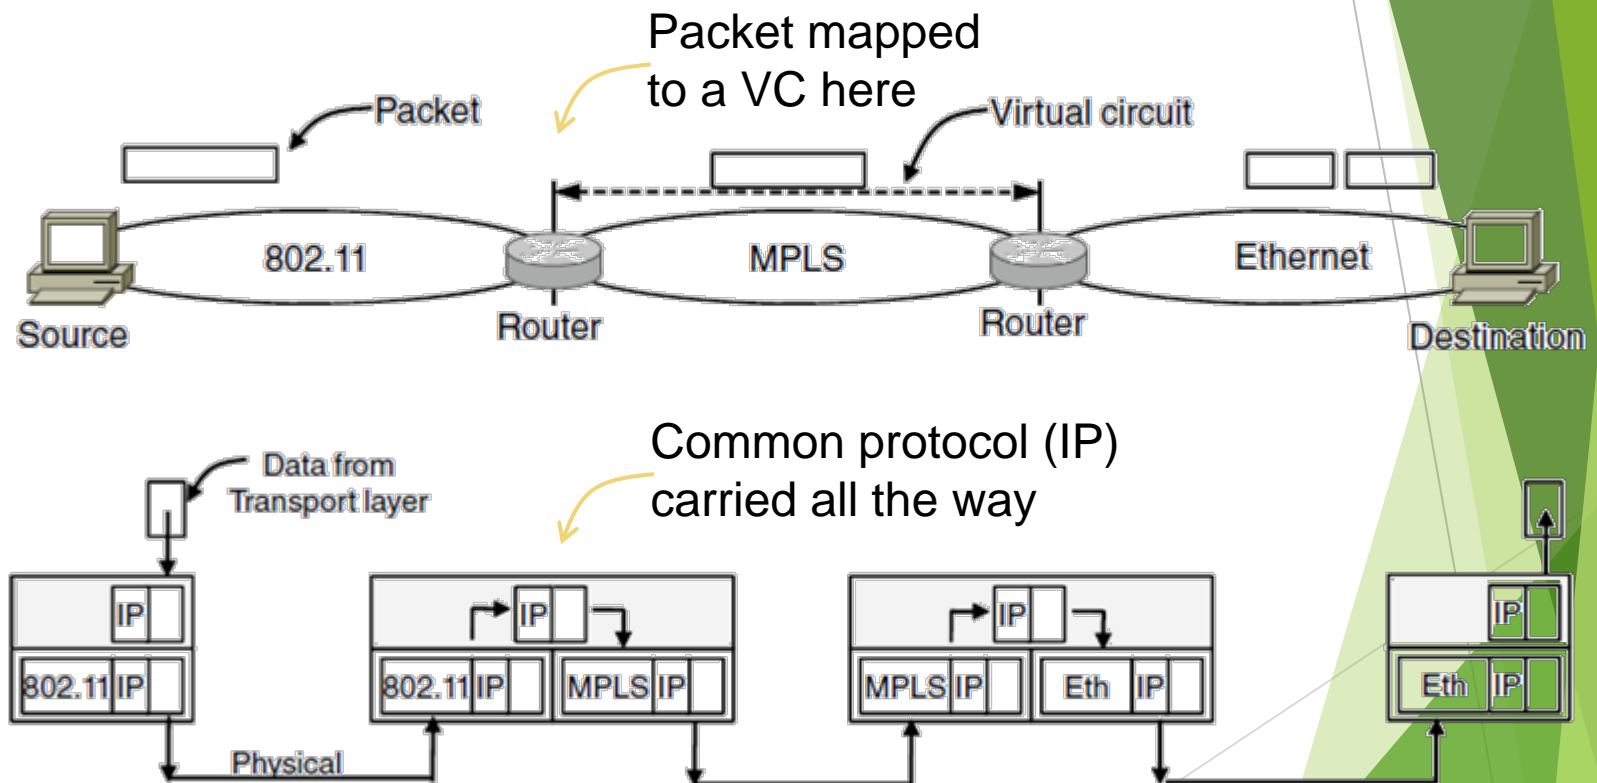 Packet mapped
to a VC here
Packet
Virtual circuit
802.11
MPLS
Ethernet
Source
Router
Router
Destination
Common protocol (IP)
carried all the way
Data from
Transport layer
IP
IP
IP
IP
802.11 IP
802.11 IP
MPLS IP
MPLS IP
Eth IP
Eth IP
Physical